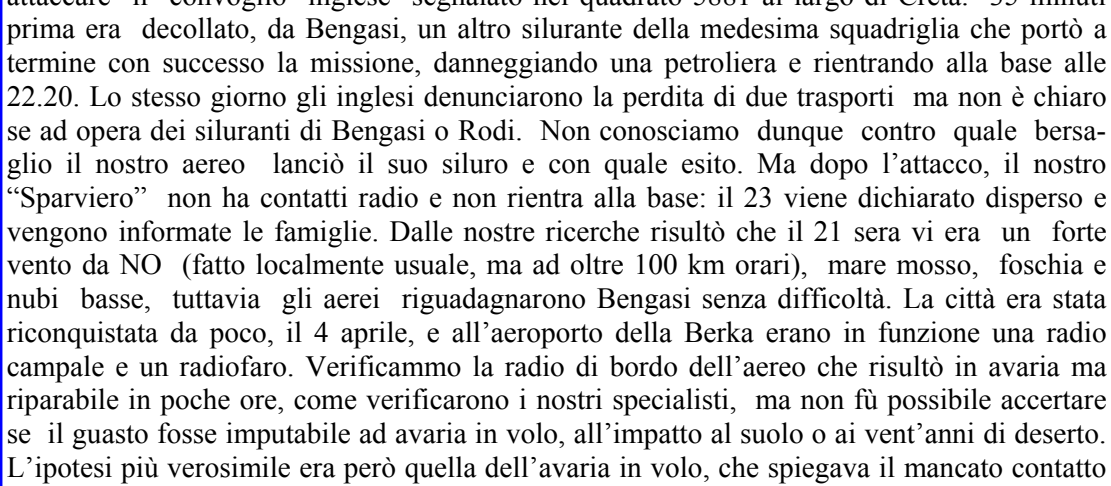 attaccare il convoglio inglese segnalato nel quadrato 5881 al largo di Creta. 35 minuti
prima era decollato, da Bengasi, un altro silurante della medesima squadriglia che portò a
termine con successo la missione, danneggiando una petroliera e rientrando alla base alle
22.20. Lo stesso giorno gli inglesi denunciarono la perdita di due trasporti ma non è chiaro
se ad opera dei siluranti di Bengasi o Rodi. Non conosciamo dunque contro quale bersa-
glio il nostro aereo lanciò il suo siluro e con quale esito. Ma dopo l’attacco, il nostro
“Sparviero” non ha contatti radio e non rientra alla base: il 23 viene dichiarato disperso e
vengono informate le famiglie. Dalle nostre ricerche risultò che il 21 sera vi era un forte
vento da NO (fatto localmente usuale, ma ad oltre 100 km orari), mare mosso, foschia e
nubi basse, tuttavia gli aerei riguadagnarono Bengasi senza difficoltà. La città era stata
riconquistata da poco, il 4 aprile, e all’aeroporto della Berka erano in funzione una radio
campale e un radiofaro. Verificammo la radio di bordo dell’aereo che risultò in avaria ma
riparabile in poche ore, come verificarono i nostri specialisti, ma non fù possibile accertare
se il guasto fosse imputabile ad avaria in volo, all’impatto al suolo o ai vent’anni di deserto.
L’ipotesi più verosimile era però quella dell’avaria in volo, che spiegava il mancato contatto